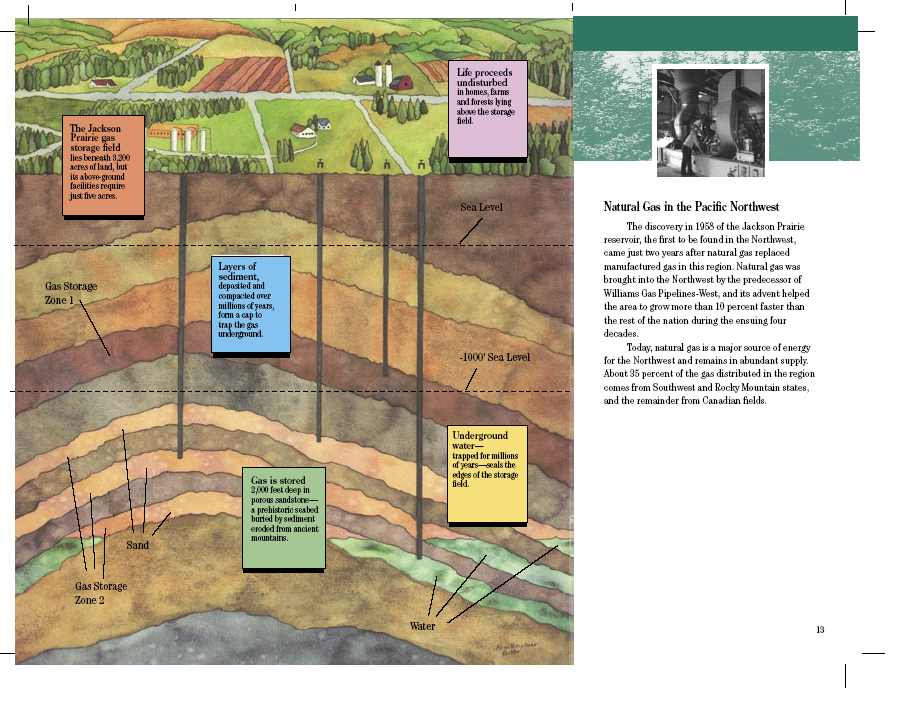 Life proceeds
undisturbed
in homes, farms
and forests lying
above the storage
field.
The Jackson
Prairie gas
storage field
lies beneath 3,200
acres of land, but
its above-ground
facilities require
just five acres.
Sea Level
Layers of
sediment,
deposited and
compacted over
millions of years,
form a cap to
trap the gas
underground.
Gas Storage
Zone 1
-1000' Sea Level
Underground
water—
trapped for millions
of years—seals the
edges of the storage
field.
Gas is stored
2,000 feet deep in
porous sandstone—
a prehistoric seabed
buried by sediment
eroded from ancient
mountains.
Sand
Gas Storage
Zone 2
Water
Natural Gas in the Pacific Northwest
The discovery in 1958 of the Jackson Prairie
reservoir, the first to be found in the Northwest,
came just two years after natural gas replaced
manufactured gas in this region. Natural gas was
brought into the Northwest by the predecessor of
Williams Gas Pipelines-West, and its advent helped
the area to grow more than 10 percent faster than
the rest of the nation during the ensuing four
decades.
Today, natural gas is a major source of energy
for the Northwest and remains in abundant supply.
About 35 percent of the gas distributed in the region
comes from Southwest and Rocky Mountain states,
and the remainder from Canadian fields.
13